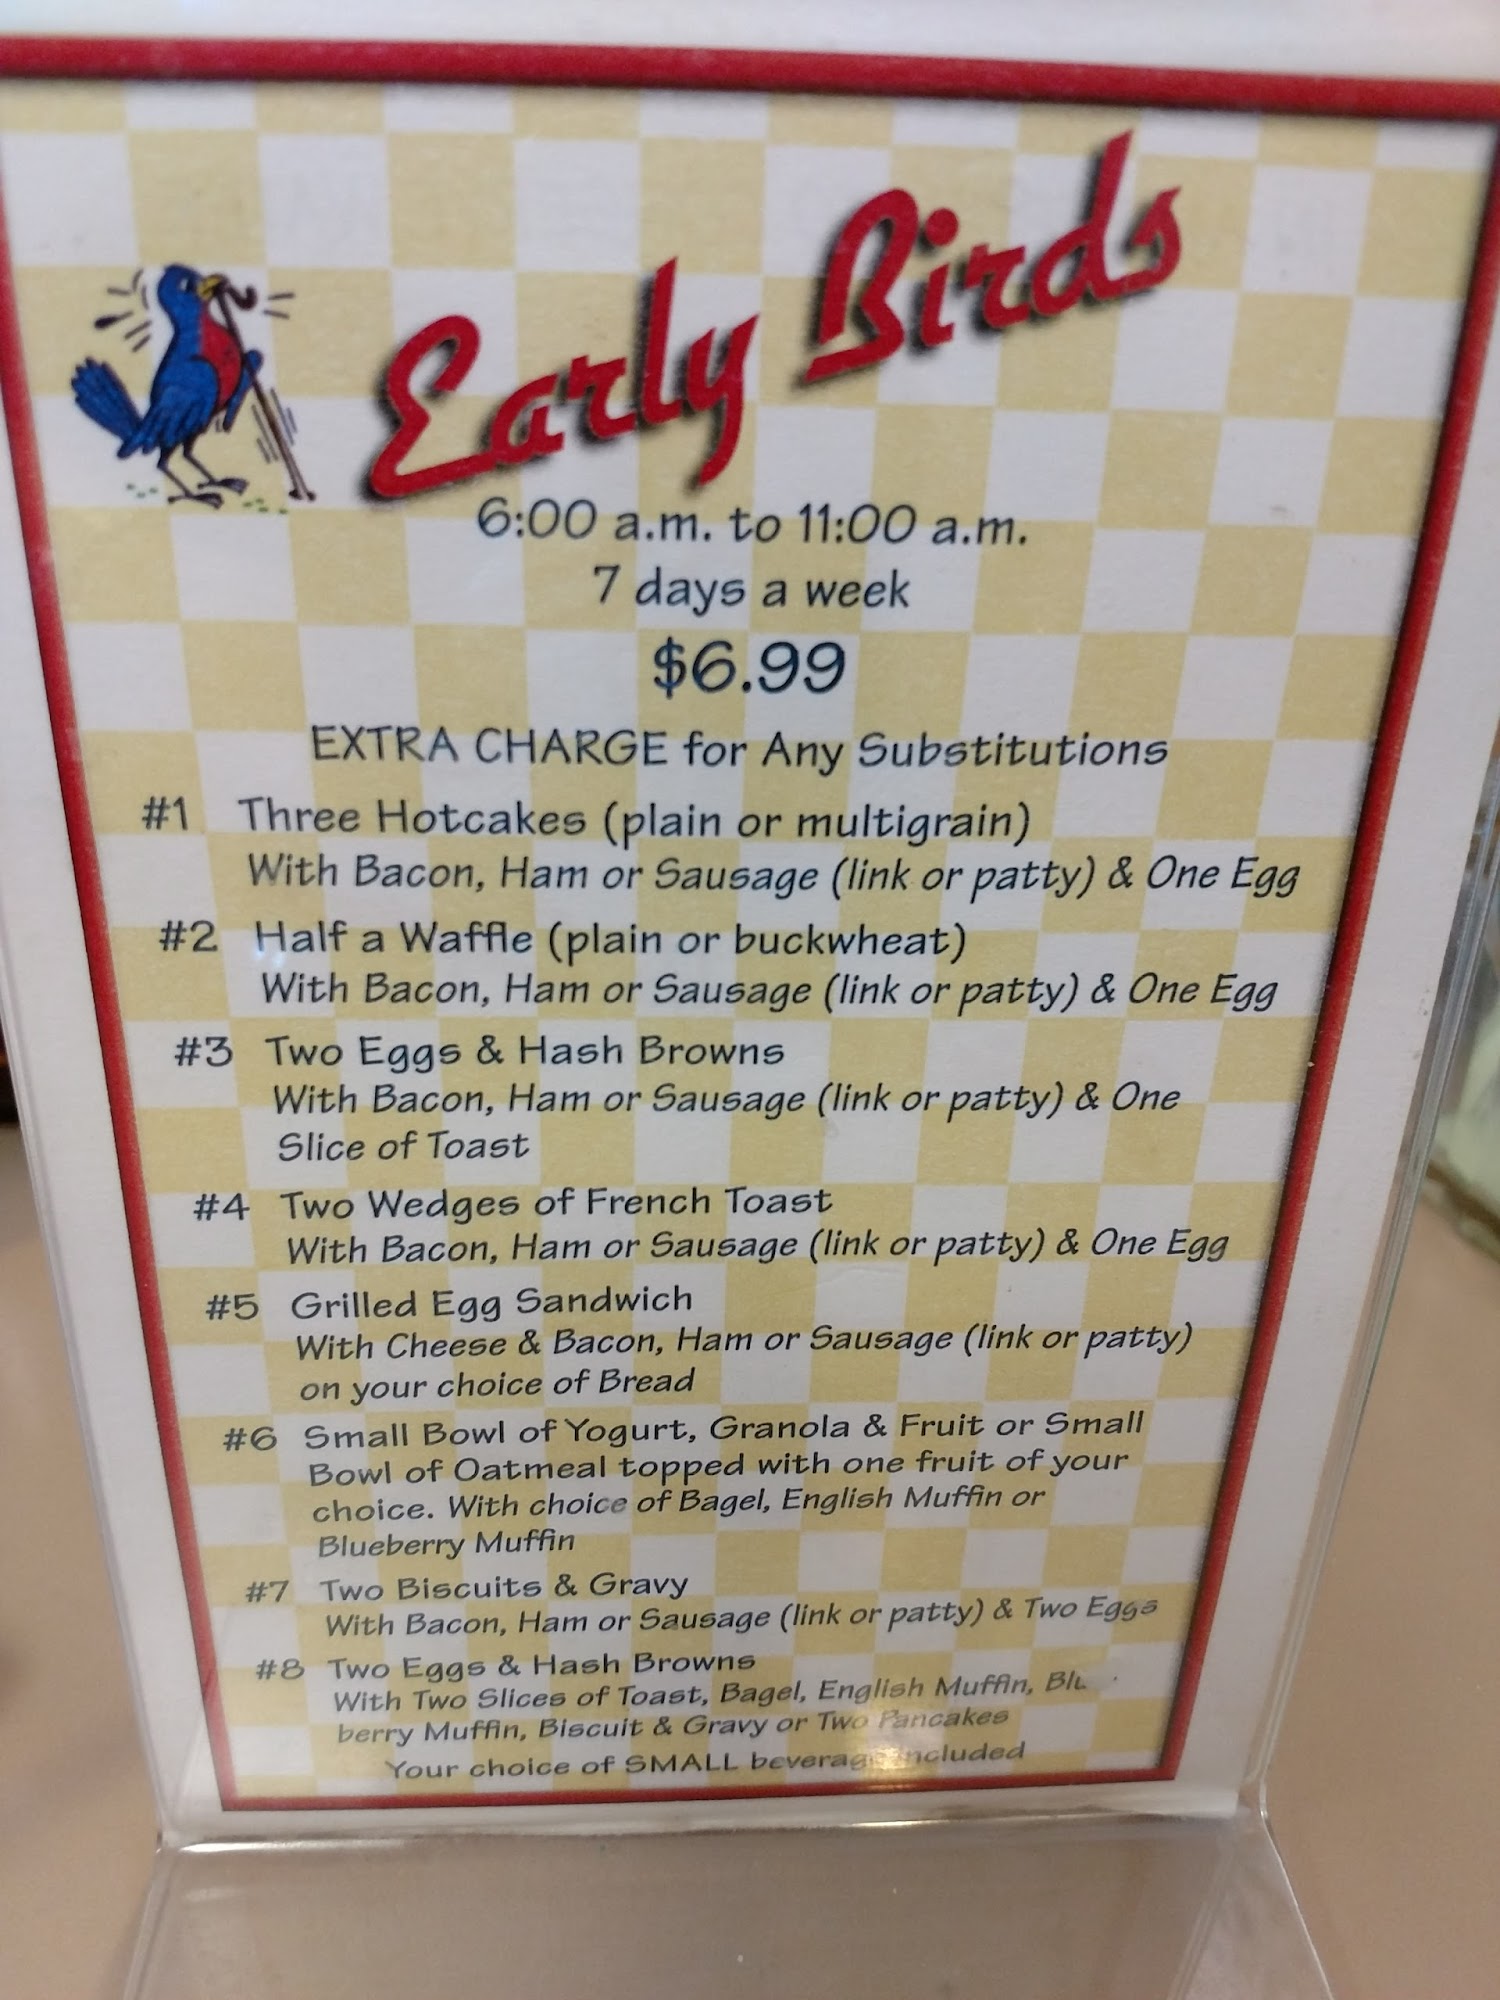 Early Birds
6:00 a.m. to 11:00 a.m.
7 days a week
$6.99
EXTRA CHARGE for Any Substitutions
#1 Three Hotcakes (plain or multigrain)
With Bacon, Ham or Sausage (link or patty) & One Egg
#2 Half a Waffle (plain or buckwheat)
With Bacon, Ham or Sausage (link or patty) & One Egg
#3 Two Eggs & Hash Browns
With Bacon, Ham or Sausage (link or patty) & One
Slice of Toast
#4 Two Wedges of French Toast
With Bacon, Ham or Sausage (link or patty) & One Egg
#5 Grilled Egg Sandwich
With Cheese & Bacon, Ham or Sausage (link or patty)
on your choice of Bread
#6 Small Bowl of Yogurt, Granola & Fruit or Small
Bowl of Oatmeal topped with one fruit of your
choice. With choice of Bagel, English Muffin or
Blueberry Muffin
#7 Two Biscuits & Gravy
With Bacon, Ham or Sausage (link or patty) & Two Eggs
#8 Two Eggs & Hash Browns
With Two Slices of Toast, Bagel, English Muffin,
berry Muffin, Biscuit & Gravy or Two Pancakes
Your choice of SMALL beverage included